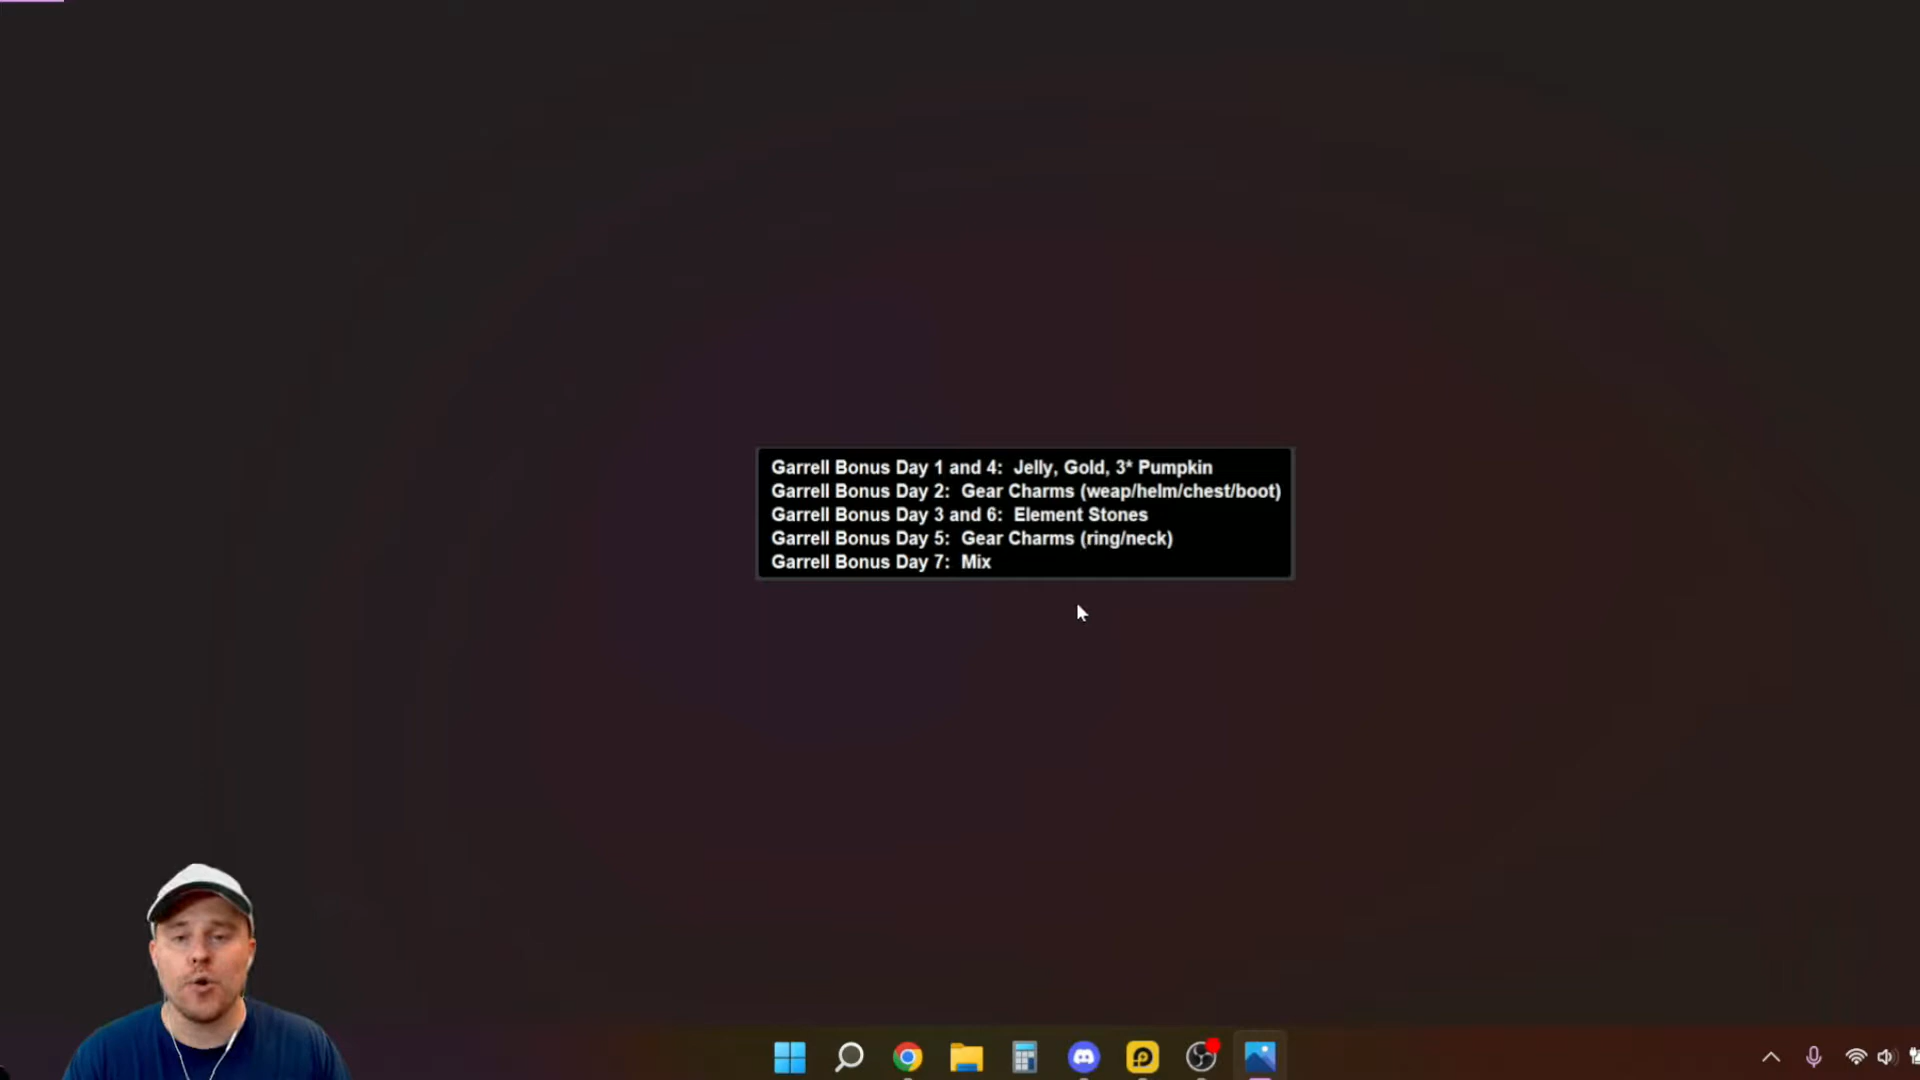 Garrell Bonus Day 1 and 4:  Jelly, Gold, 3* Pumpkin
Garrell Bonus Day 2:  Gear Charms (weap/helm/chest/boot)
Garrell Bonus Day 3 and 6:  Element Stones
Garrell Bonus Day 5:  Gear Charms (ring/neck)
Garrell Bonus Day 7:  Mix